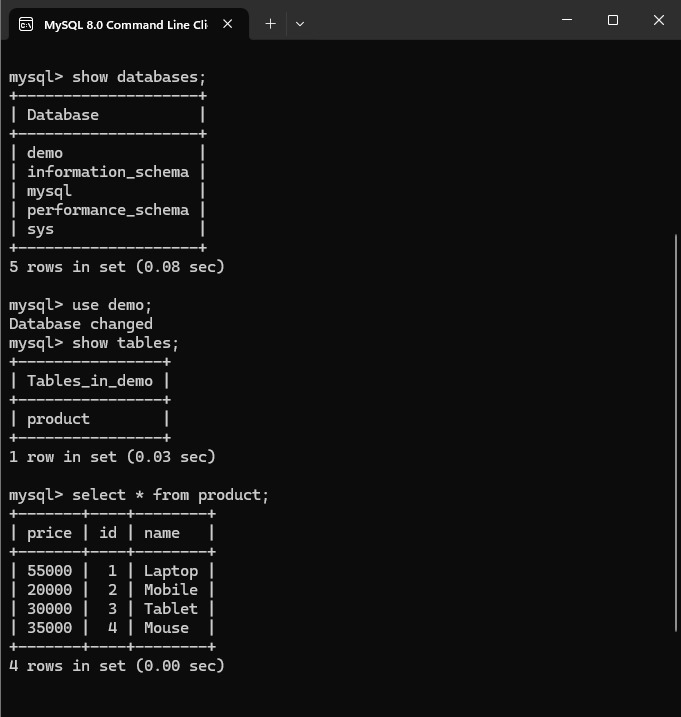 MySQL 8.0 Command Line Cli
mysql> show databases;
+--------------------+
| Database           |
+--------------------+
| demo               |
| information_schema |
| mysql              |
| performance_schema |
| sys                |
+--------------------+
5 rows in set (0.08 sec)
mysql> use demo;
Database changed
mysql> show tables;
+----------------+
| Tables_in_demo |
+----------------+
| product        |
+----------------+
1 row in set (0.03 sec)
mysql> select * from product;
+-------+----+--------+
| price | id | name   |
+-------+----+--------+
| 55000 |  1 | Laptop |
| 20000 |  2 | Mobile |
| 30000 |  3 | Tablet |
| 35000 |  4 | Mouse  |
+-------+----+--------+
4 rows in set (0.00 sec)